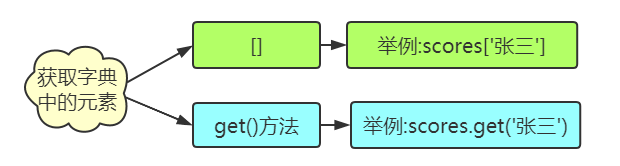 获取字典
中的元素
[]
举例:scores['张三']
get()方法
举例:scores.get('张三')